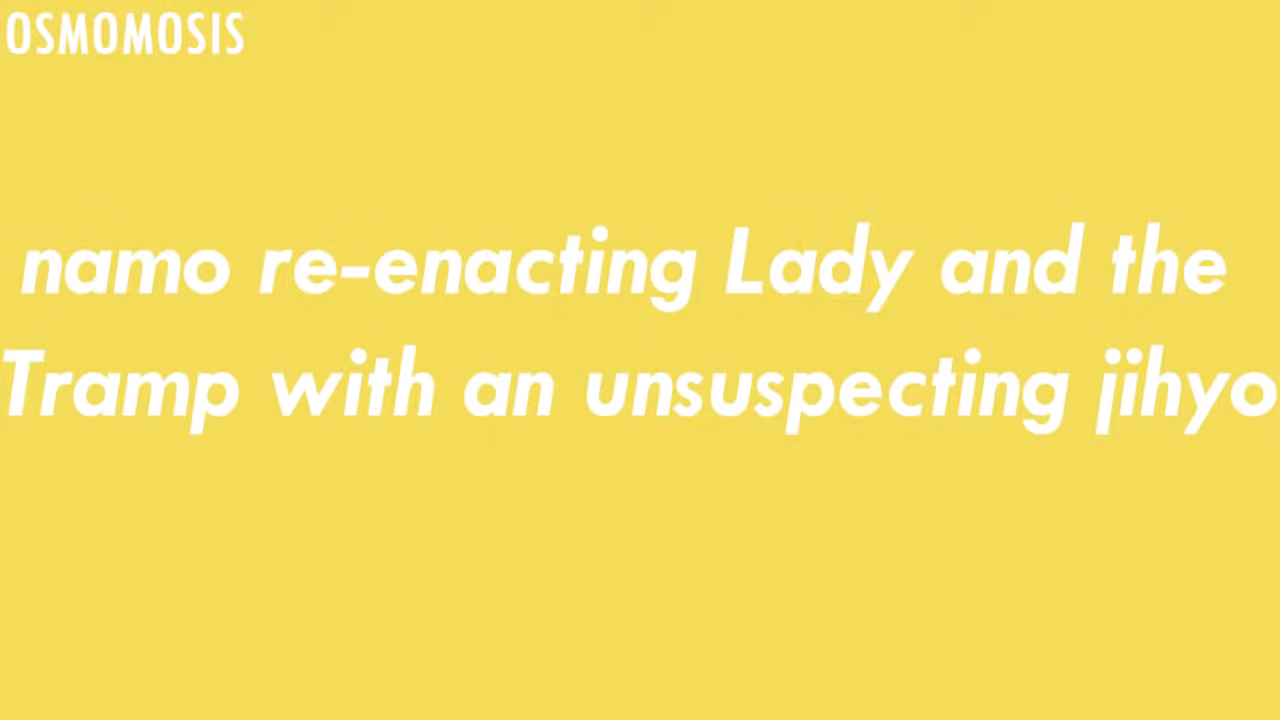 OSMOMOSIS
namo re-enacting Lady and the
Tramp with an unsuspecting jihyo